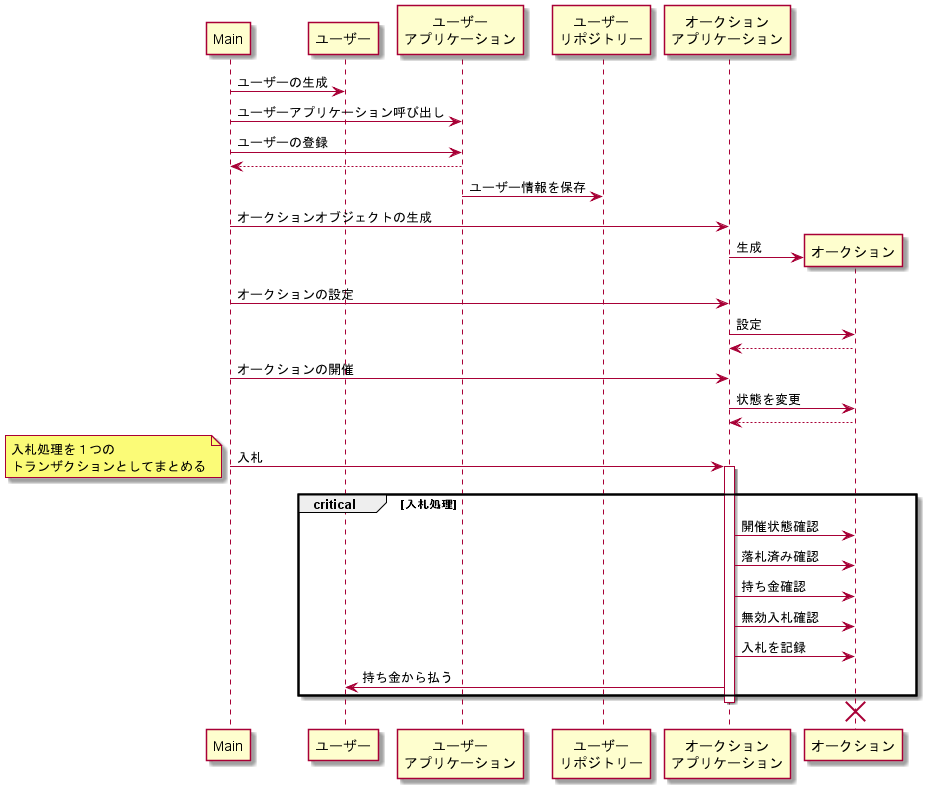 Main
ユーザー
ユーザー
アプリケーション
ユーザー
リポジトリー
オークション
アプリケーション
ユーザーの生成
ユーザーアプリケーション呼び出し
ユーザーの登録
ユーザー情報を保存
オークションオブジェクトの生成
生成
オークション
オークションの設定
設定
オークションの開催
状態を変更
入札処理を１つの
トランザクションとしてまとめる
入札
critical [入札処理]
開催状態確認
落札済み確認
持ち金確認
無効入札確認
入札を記録
持ち金から払う
Main
ユーザー
ユーザー
アプリケーション
ユーザー
リポジトリー
オークション
アプリケーション
オークション